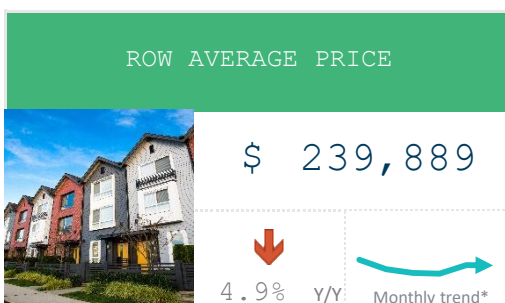 ROW AVERAGE PRICE
$ 239,889
4.9% Y/Y
Monthly trend*